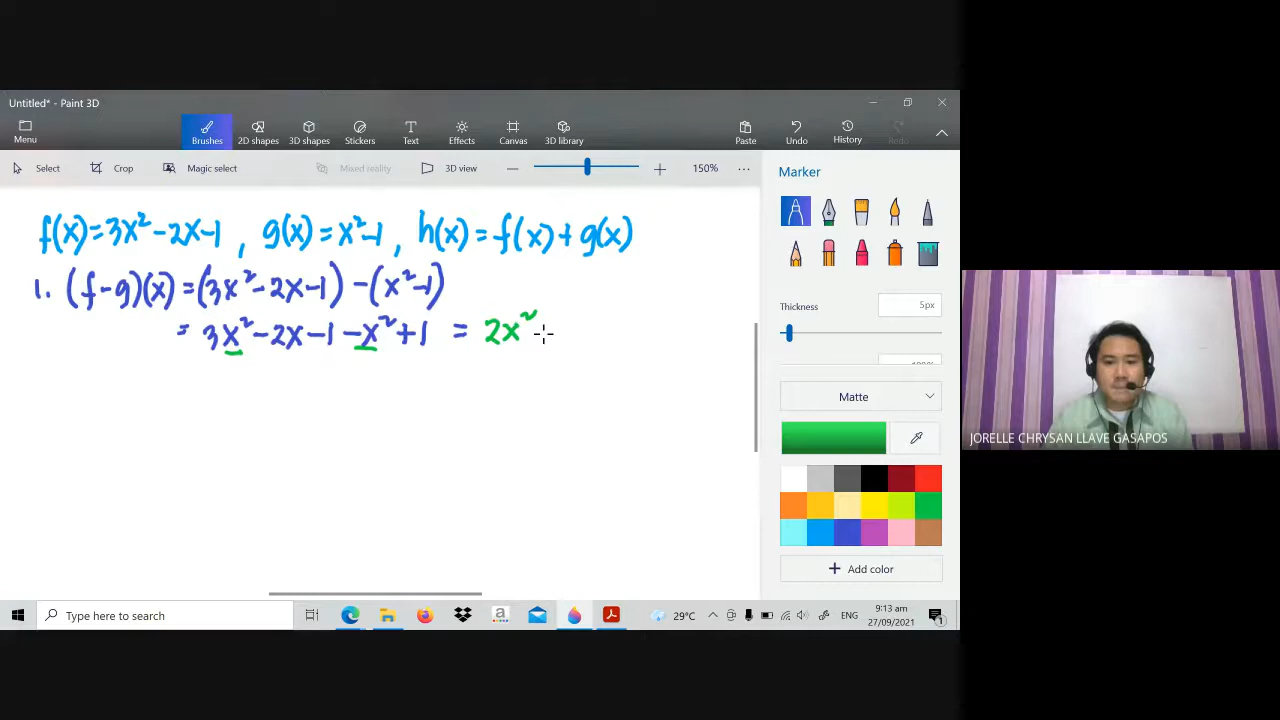 Untitled* - Paint 3D
Menu
Brushes
2D shapes
3D shapes
Stickers
Text
Effects
Canvas
3D library
Paste
Undo
History
Redo
Select
Crop
Magic select
Mixed reality
3D view
150%
f(x)=3x²-2x-1, g(x)=x²-1, h(x)=f(x)+g(x)
1. (f-g)(x)=(3x²-2x-1)-(x²-1)
= 3x²-2x-1-x²+1 = 2x²
Marker
Thickness
5px
Matte
Add color
JORELLE CHRYSAN LLAVE GASAPOS
Type here to search
29°C
ENG
9:13 am
27/09/2021